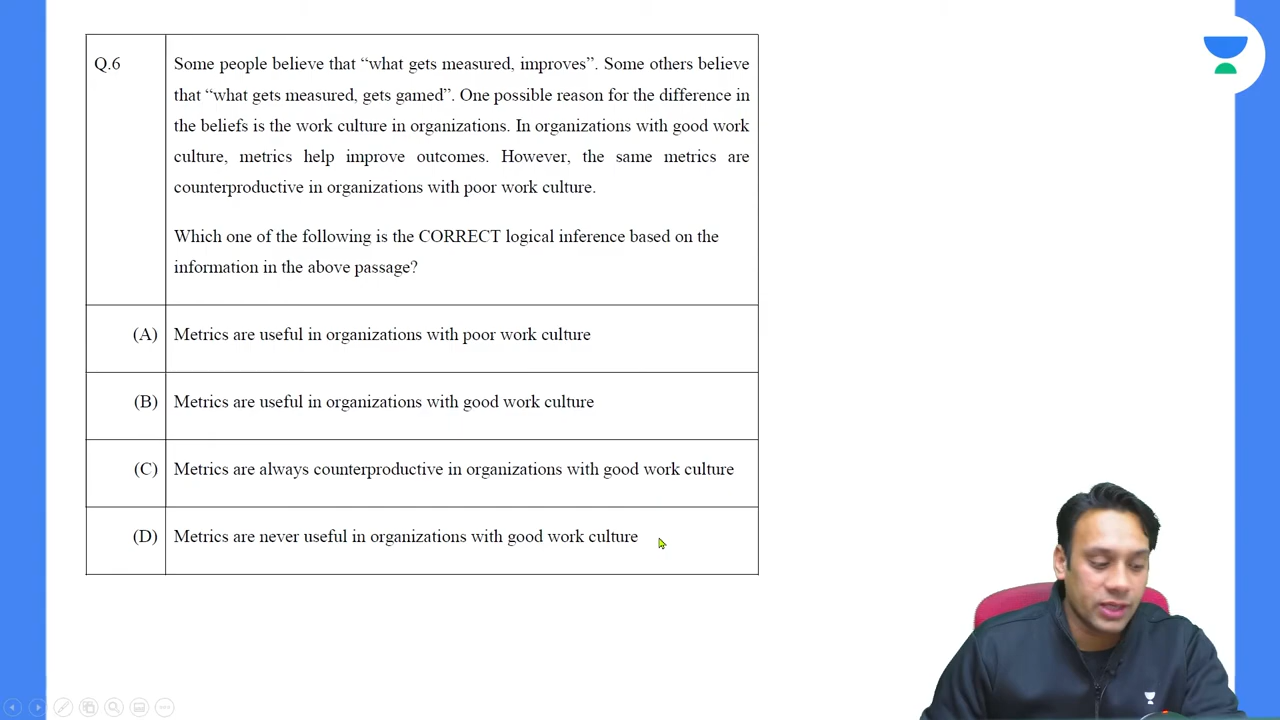 Q.6
Some people believe that “what gets measured, improves”. Some others believe
that “what gets measured, gets gamed”. One possible reason for the difference in
the beliefs is the work culture in organizations. In organizations with good work
culture, metrics help improve outcomes. However, the same metrics are
counterproductive in organizations with poor work culture.
Which one of the following is the CORRECT logical inference based on the
information in the above passage?
(A) Metrics are useful in organizations with poor work culture
(B) Metrics are useful in organizations with good work culture
(C) Metrics are always counterproductive in organizations with good work culture
(D) Metrics are never useful in organizations with good work culture